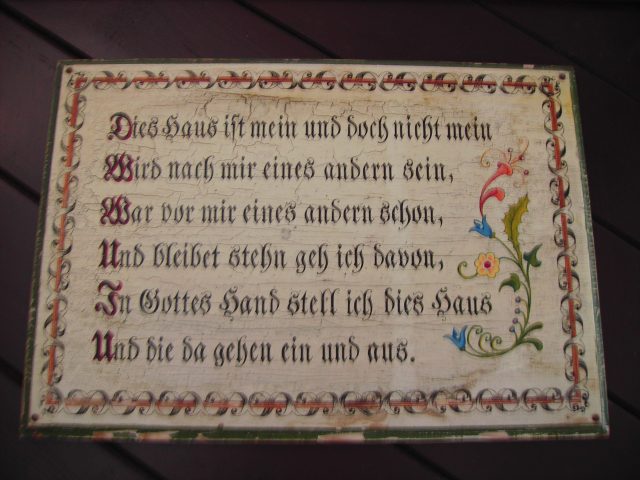 Dies Haus ist mein und doch nicht mein
Wird nach mir eines andern sein,
War vor mir eines andern schon,
Und bleibet stehn geh ich davon,
In Gottes Hand stell ich dies Haus
Und die da gehen ein und aus.